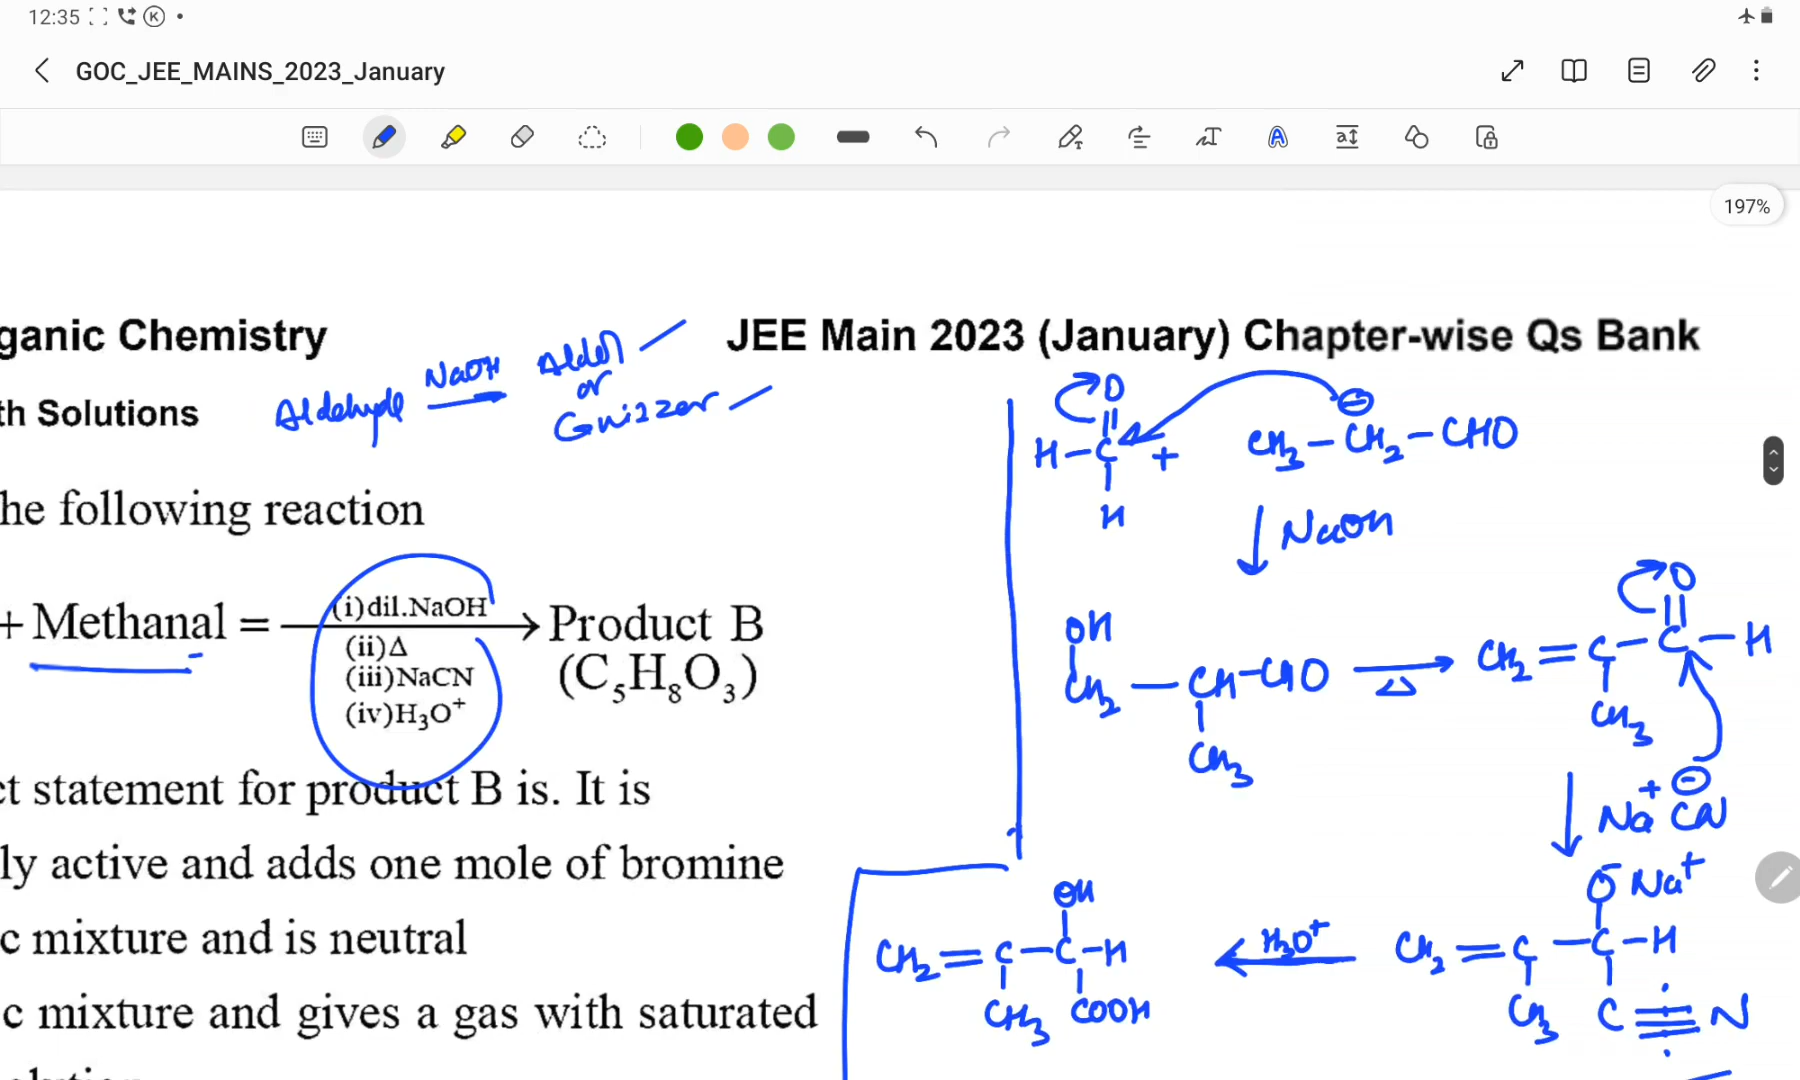 12:35
GOC_JEE_MAINS_2023_January
197%
ganic Chemistry
JEE Main 2023 (January) Chapter-wise Qs Bank
th Solutions
Aldehyde NaOH Aldol
or
he following reaction
+ Methanal = (i)dil.NaOH → Product B
(ii)Δ
(iii)NaCN
(iv)H₃O⁺
(C₅H₈O₃)
ct statement for product B is. It is
ly active and adds one mole of bromine
c mixture and is neutral
c mixture and gives a gas with saturated
O
H–C + CH₃–CH₂–CHO
H
↓ NaOH
OH
CH₂–CH–CHO → Δ
CH₃
O
CH₂=C–C–H
CH₃
↓ Na⁺ CN⊖
O⁻ Na⁺
CH₂=C–C–H
CH₃ C≡N
← H₃O⁺
OH
CH₂=C–C–H
CH₃ COOH